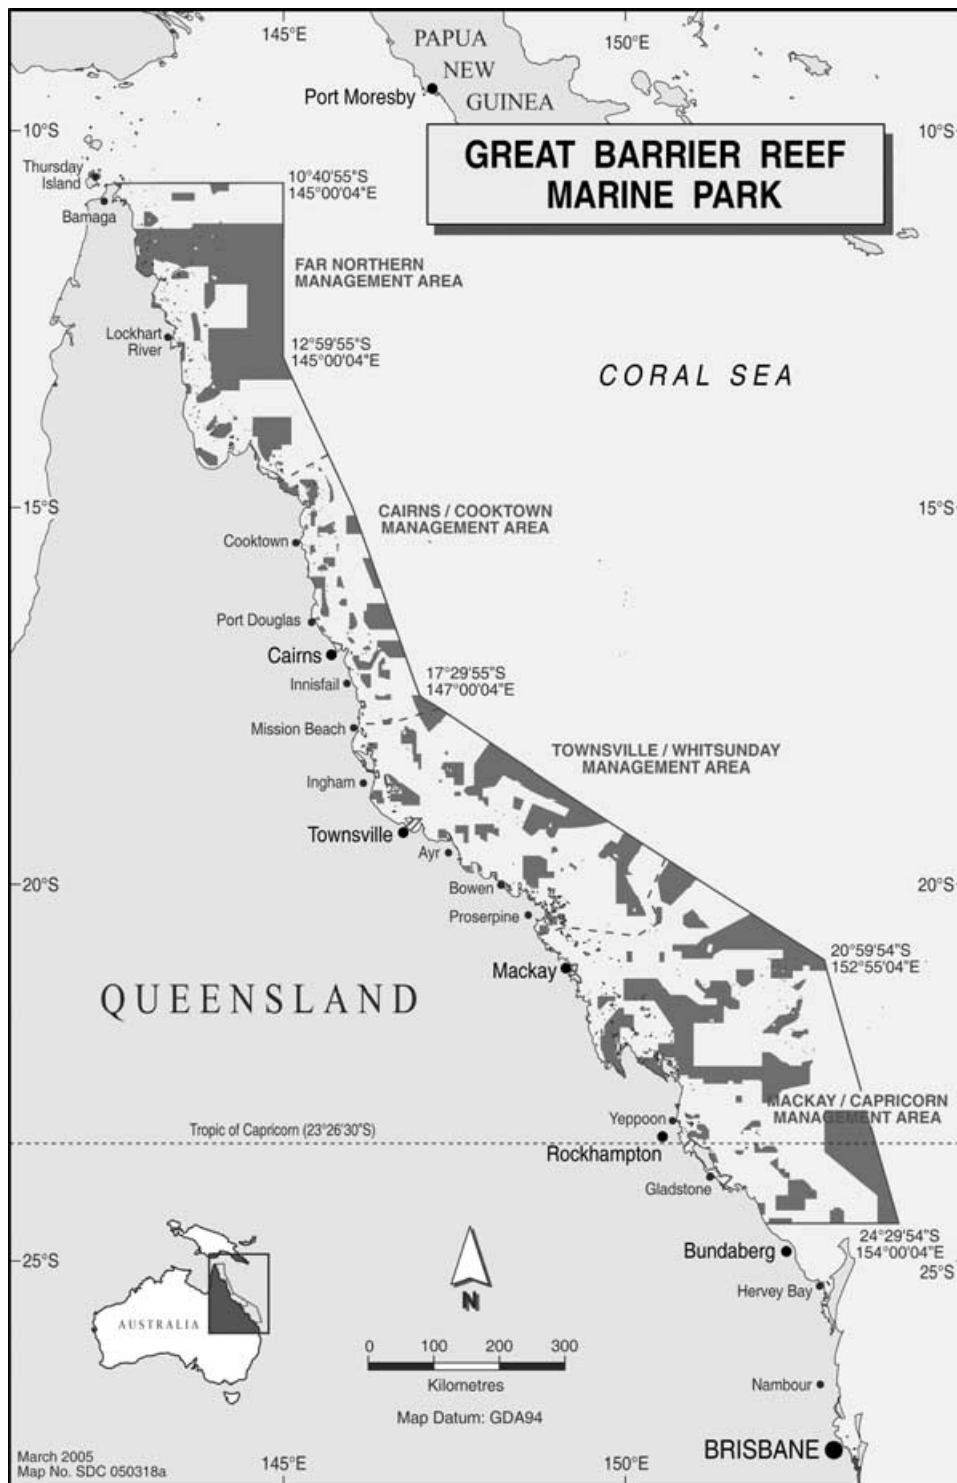 145°E
150°E
PAPUA
NEW
GUINEA
Port Moresby
10°S
10°S
GREAT BARRIER REEF
MARINE PARK
Thursday
Island
Bamaga
10°40'55"S
145°00'04"E
FAR NORTHERN
MANAGEMENT AREA
Lockhart
River
12°59'55"S
145°00'04"E
CORAL SEA
15°S
15°S
CAIRNS / COOKTOWN
MANAGEMENT AREA
Cooktown
Port Douglas
Cairns
Innisfail
17°29'55"S
147°00'04"E
Mission Beach
TOWNSVILLE / WHITSUNDAY
MANAGEMENT AREA
Ingham
Townsville
Ayr
20°S
20°S
Bowen
Proserpine
Mackay
20°59'54"S
152°55'04"E
QUEENSLAND
MACKAY / CAPRICORN
MANAGEMENT AREA
Yeppoon
Tropic of Capricorn (23°26'30"S)
Rockhampton
Gladstone
24°29'54"S
154°00'04"E
Bundaberg
25°S
25°S
Hervey Bay
AUSTRALIA
N
0 100 200 300
Kilometres
Map Datum: GDA94
Nambour
BRISBANE
March 2005
Map No. SDC 050318a
145°E
150°E